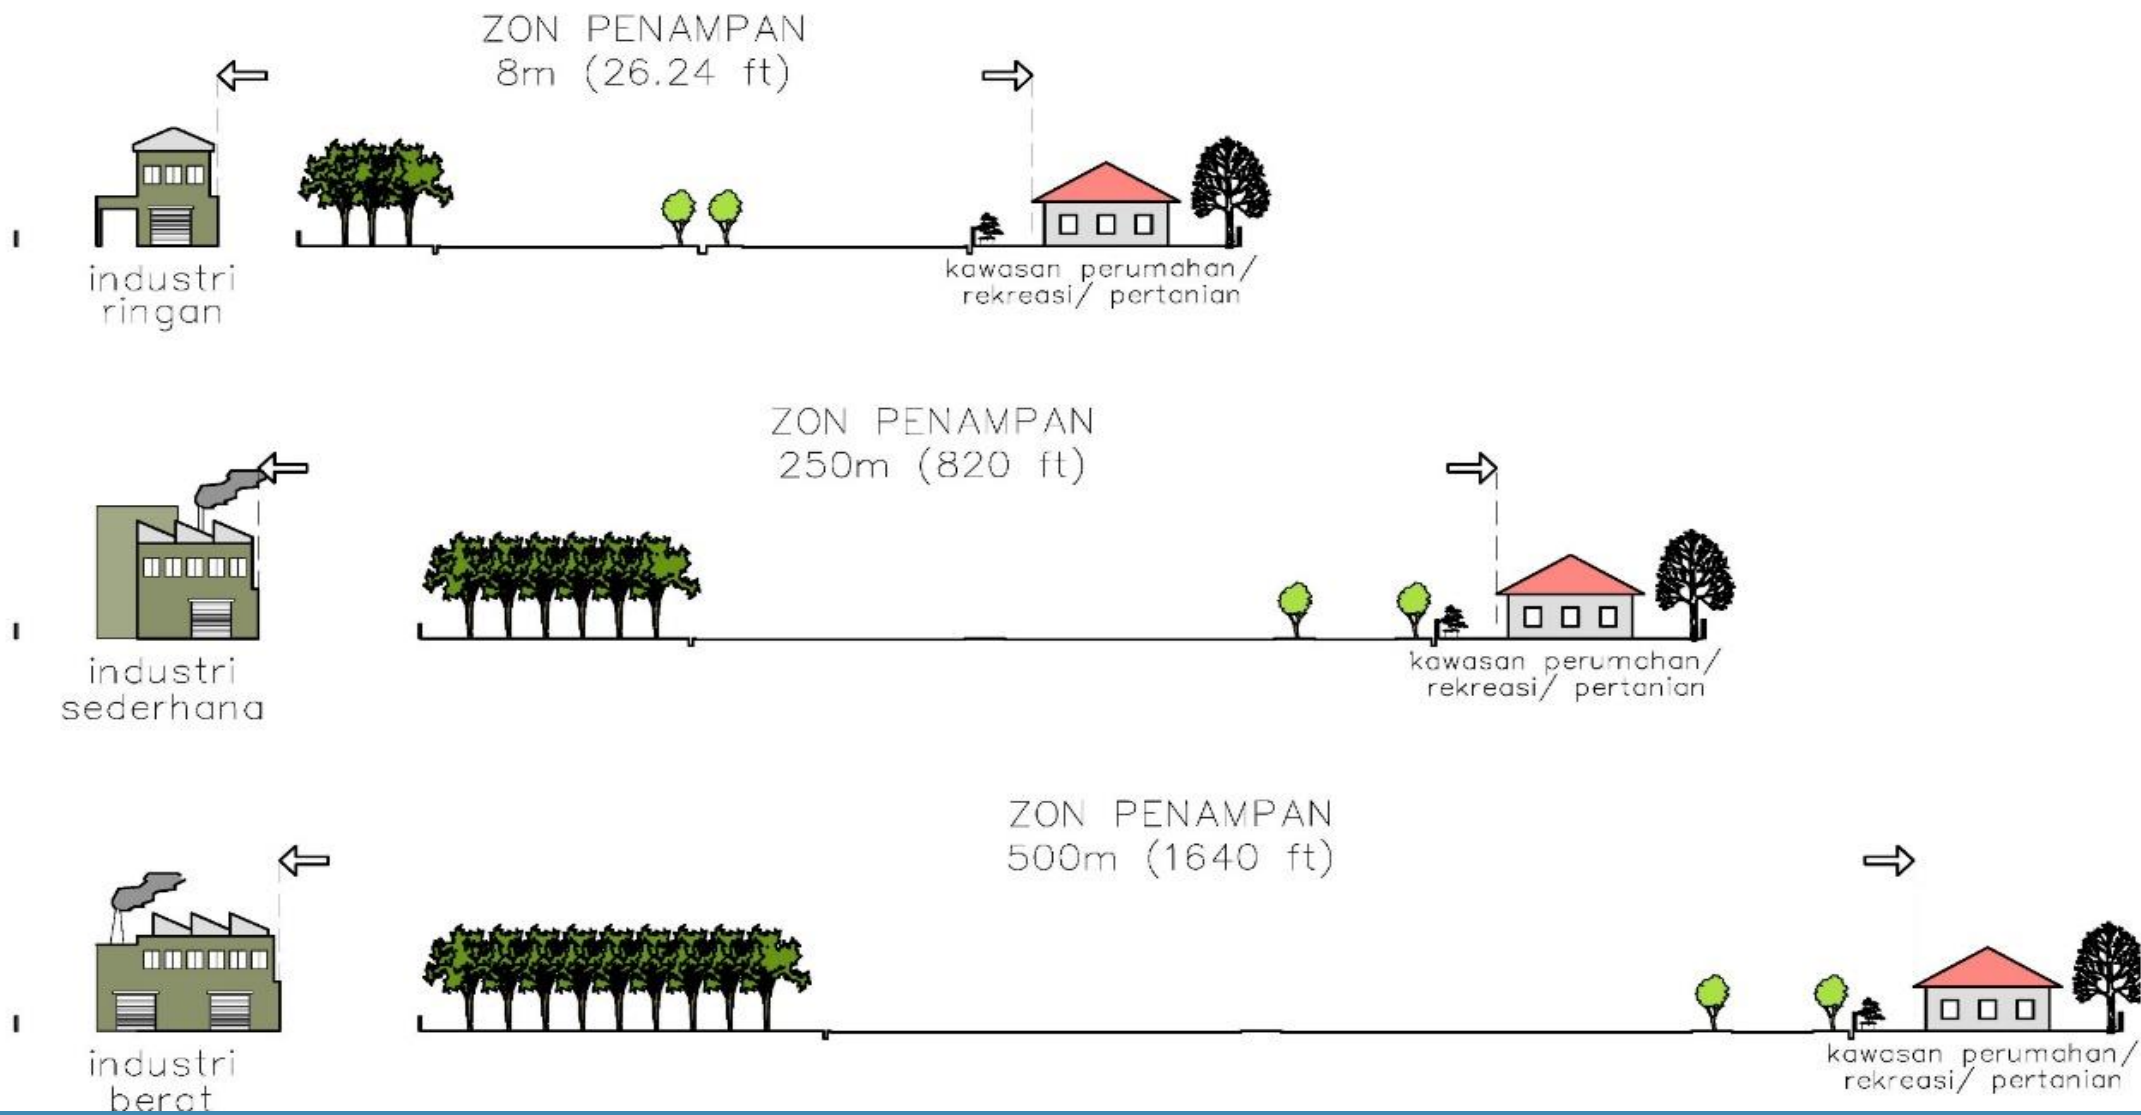 ZON PENAMPAN
8m (26.24 ft)
industri
ringan
kawasan perumahan/
rekreasi/ pertanian
ZON PENAMPAN
250m (820 ft)
industri
sederhana
kawasan perumahan/
rekreasi/ pertanian
ZON PENAMPAN
500m (1640 ft)
industri
berat
kawasan perumahan/
rekreasi/ pertanian